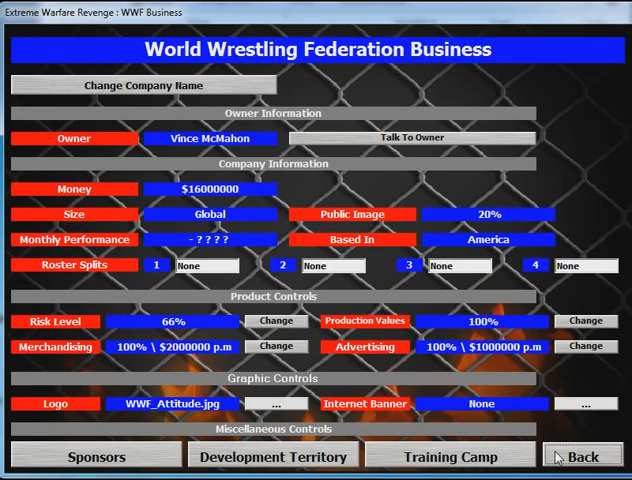 Extreme Warfare Revenge : WWF Business
World Wrestling Federation Business
Change Company Name
Owner Information
Owner Vince McMahon Talk To Owner
Company Information
Money $16000000
Size Global Public Image 20%
Monthly Performance - ? ? ? ? Based In America
Roster Splits 1 None 2 None 3 None 4 None
Product Controls
Risk Level 66% Change Production Values 100% Change
Merchandising 100% \ $2000000 p.m Change Advertising 100% \ $1000000 p.m Change
Graphic Controls
Logo WWF_Attitude.jpg ... Internet Banner None ...
Miscellaneous Controls
Sponsors Development Territory Training Camp Back